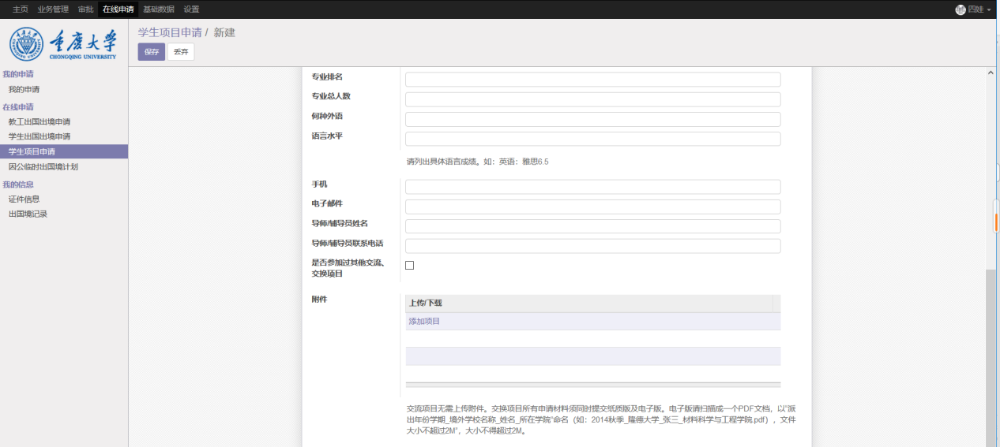 主页 业务管理 审批 在线申请 基础数据 设置 四娃
重庆大学
CHONGQING UNIVERSITY
学生项目申请 / 新建
保存 丢弃
我的申请
我的申请
在线申请
教工出国出境申请
学生出国出境申请
学生项目申请
因公临时出国境计划
我的信息
证件信息
出国境记录
专业排名
专业总人数
何种外语
语言水平
请列出具体语言成绩。如：英语：雅思6.5
手机
电子邮件
导师/辅导员姓名
导师/辅导员联系电话
是否参加过其他交流、
交换项目
附件
上传/下载
添加项目
交流项目无需上传附件。交换项目所有申请材料须同时提交纸质版及电子版。电子版请扫描成一个PDF文档，以“派
出年份学期_境外学校名称_姓名_所在学院”命名（如：2014秋季_隆德大学_张三_材料科学与工程学院.pdf），文件
大小不超过2M”，大小不得超过2M。